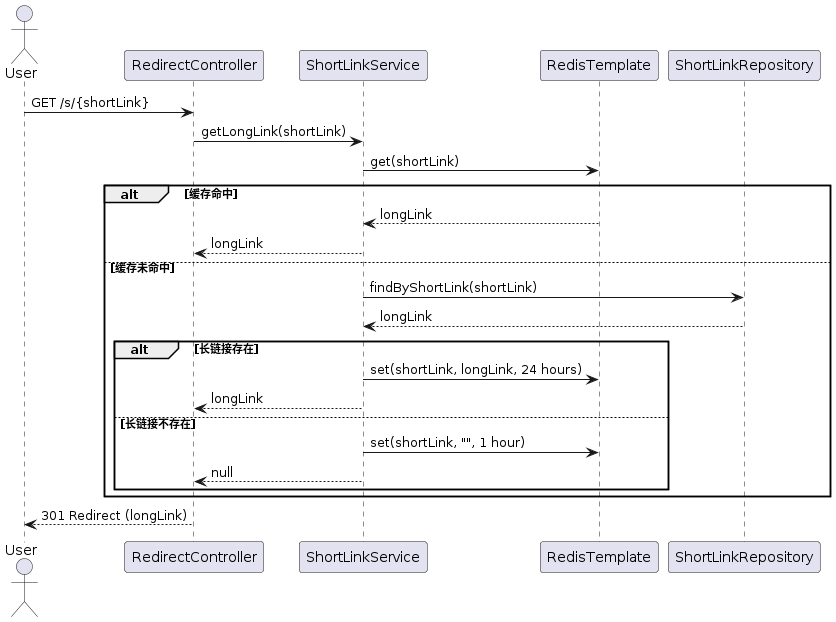 User
RedirectController
ShortLinkService
RedisTemplate
ShortLinkRepository
GET /s/{shortLink}
getLongLink(shortLink)
get(shortLink)
alt
[缓存命中]
longLink
longLink
[缓存未命中]
findByShortLink(shortLink)
longLink
alt
[长链接存在]
set(shortLink, longLink, 24 hours)
longLink
[长链接不存在]
set(shortLink, "", 1 hour)
null
301 Redirect (longLink)
User
RedirectController
ShortLinkService
RedisTemplate
ShortLinkRepository